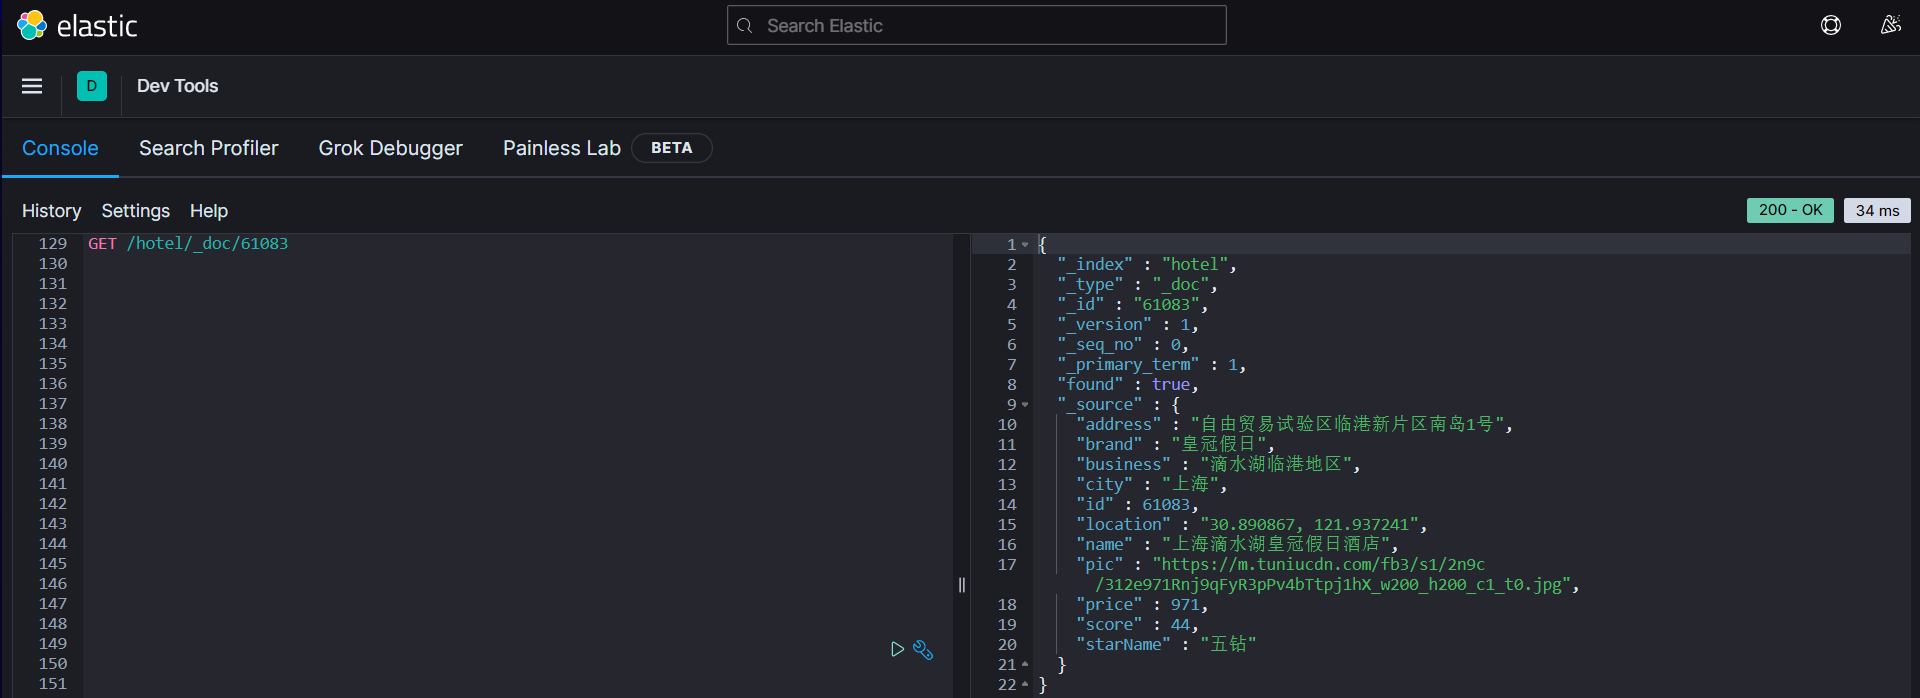 elastic
Search Elastic
D
Dev Tools
Console
Search Profiler
Grok Debugger
Painless Lab
BETA
History
Settings
Help
200 - OK
34 ms
129 GET /hotel/_doc/61083
130
131
132
133
134
135
136
137
138
139
140
141
142
143
144
145
146
147
148
149
150
151
1 {
2 "_index" : "hotel",
3 "_type" : "_doc",
4 "_id" : "61083",
5 "_version" : 1,
6 "_seq_no" : 0,
7 "_primary_term" : 1,
8 "found" : true,
9 "_source" : {
10 "address" : "自由贸易试验区临港新片区南岛1号",
11 "brand" : "皇冠假日",
12 "business" : "滴水湖临港地区",
13 "city" : "上海",
14 "id" : 61083,
15 "location" : "30.890867, 121.937241",
16 "name" : "上海滴水湖皇冠假日酒店",
17 "pic" : "https://m.tuniucdn.com/fb3/s1/2n9c
/312e971Rnj9qFyR3pPv4bTtpj1hX_w200_h200_c1_t0.jpg",
18 "price" : 971,
19 "score" : 44,
20 "starName" : "五钻"
21 }
22 }